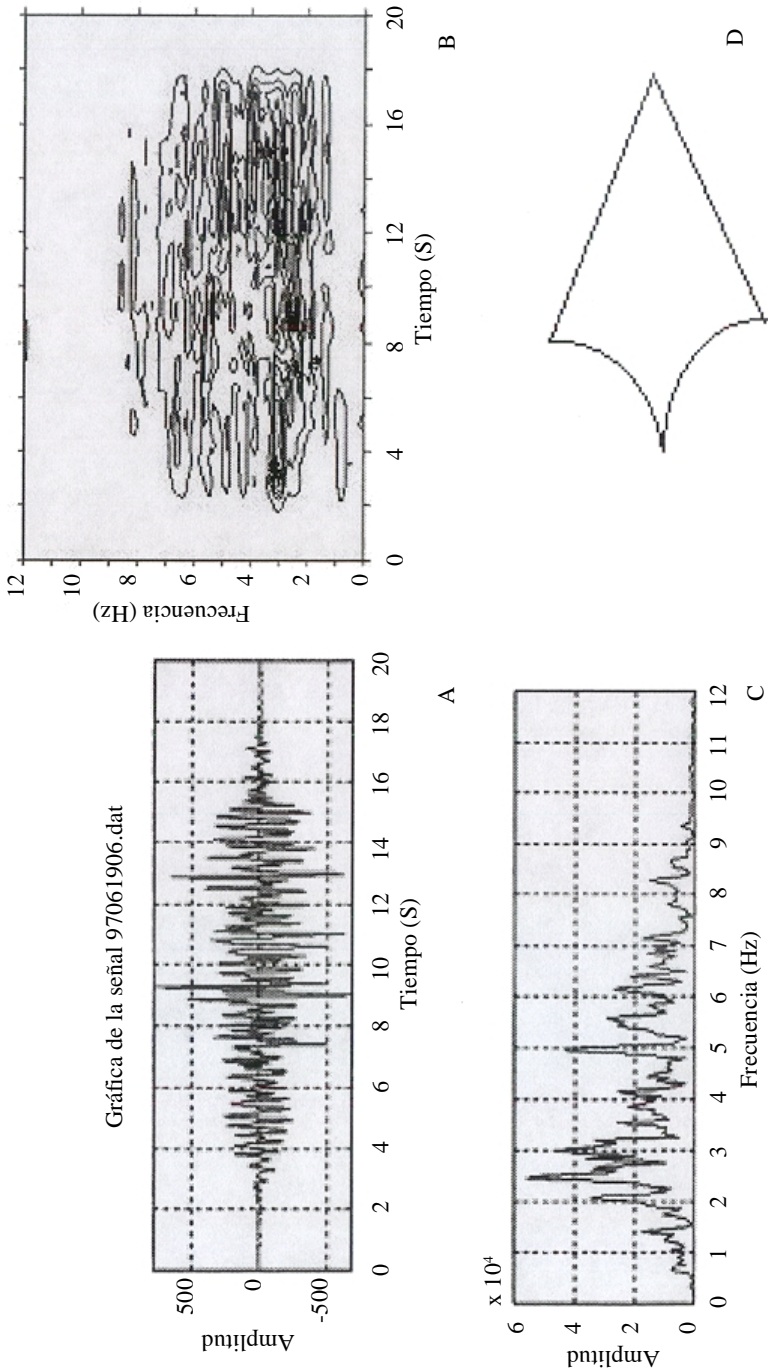 Gráfica de la señal 97061906.dat
500
0
-500
Amplitud
0 2 4 6 8 10 12 14 16 18 20
Tiempo (S)
A
12
10
8
6
4
2
0
Frecuencia (Hz)
0 4 8 12 16 20
Tiempo (S)
B
x 10⁴
6
4
2
0
Amplitud
0 1 2 3 4 5 6 7 8 9 10 11 12
Frecuencia (Hz)
C
D